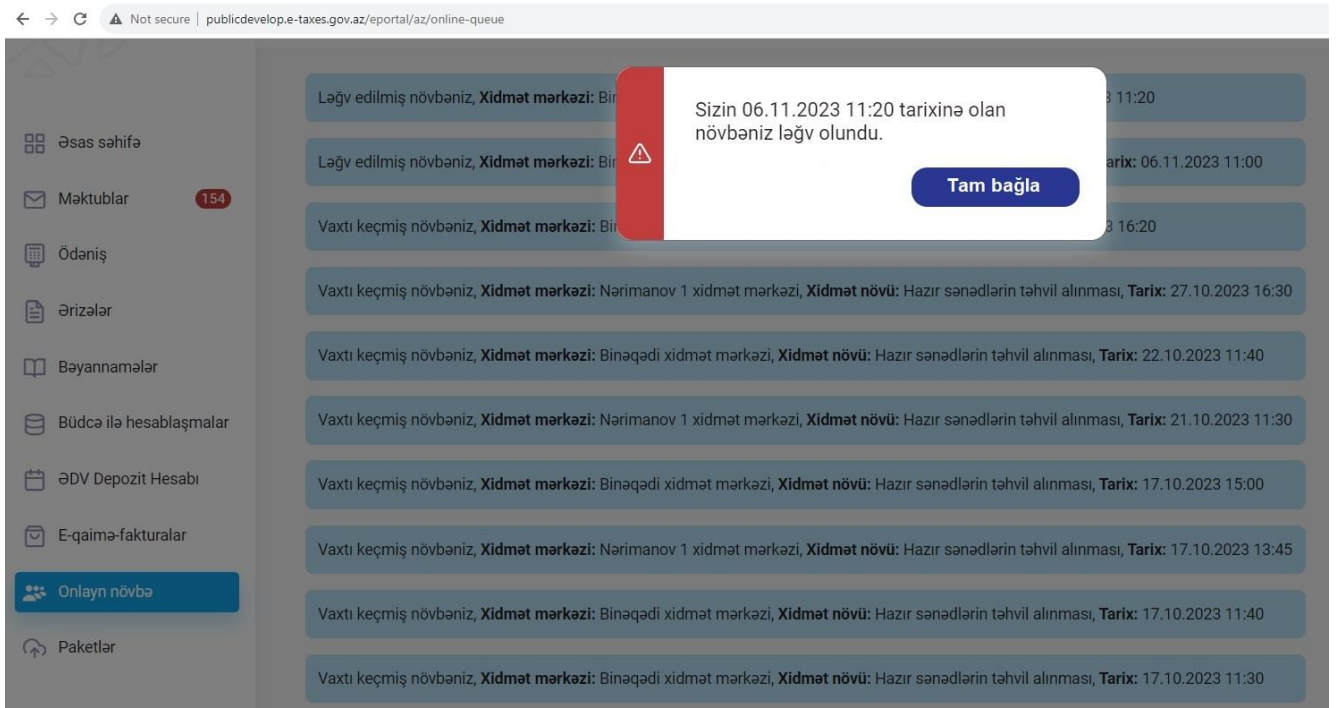 Not secure | publicdevelop.e-taxes.gov.az/eportal/az/online-queue
Əsas səhifə
Məktublar 154
Ödəniş
Ərizələr
Bəyannamələr
Büdcə ilə hesablaşmalar
ƏDV Depozit Hesabı
E-qaimə-fakturalar
Onlayn növbə
Paketlər
Sizin 06.11.2023 11:20 tarixinə olan
növbəniz ləğv olundu.
Tam bağla
Ləğv edilmiş növbəniz, Xidmət mərkəzi: 11:20
Ləğv edilmiş növbəniz, Xidmət mərkəzi: 06.11.2023 11:00
Vaxtı keçmiş növbəniz, Xidmət mərkəzi: 16:20
Vaxtı keçmiş növbəniz, Xidmət mərkəzi: Nərimanov 1 xidmət mərkəzi, Xidmət növü: Hazır sənədlərin təhvil alınması, Tarix: 27.10.2023 16:30
Vaxtı keçmiş növbəniz, Xidmət mərkəzi: Binəqədi xidmət mərkəzi, Xidmət növü: Hazır sənədlərin təhvil alınması, Tarix: 22.10.2023 11:40
Vaxtı keçmiş növbəniz, Xidmət mərkəzi: Nərimanov 1 xidmət mərkəzi, Xidmət növü: Hazır sənədlərin təhvil alınması, Tarix: 21.10.2023 11:30
Vaxtı keçmiş növbəniz, Xidmət mərkəzi: Binəqədi xidmət mərkəzi, Xidmət növü: Hazır sənədlərin təhvil alınması, Tarix: 17.10.2023 15:00
Vaxtı keçmiş növbəniz, Xidmət mərkəzi: Nərimanov 1 xidmət mərkəzi, Xidmət növü: Hazır sənədlərin təhvil alınması, Tarix: 17.10.2023 13:45
Vaxtı keçmiş növbəniz, Xidmət mərkəzi: Binəqədi xidmət mərkəzi, Xidmət növü: Hazır sənədlərin təhvil alınması, Tarix: 17.10.2023 11:40
Vaxtı keçmiş növbəniz, Xidmət mərkəzi: Binəqədi xidmət mərkəzi, Xidmət növü: Hazır sənədlərin təhvil alınması, Tarix: 17.10.2023 11:30